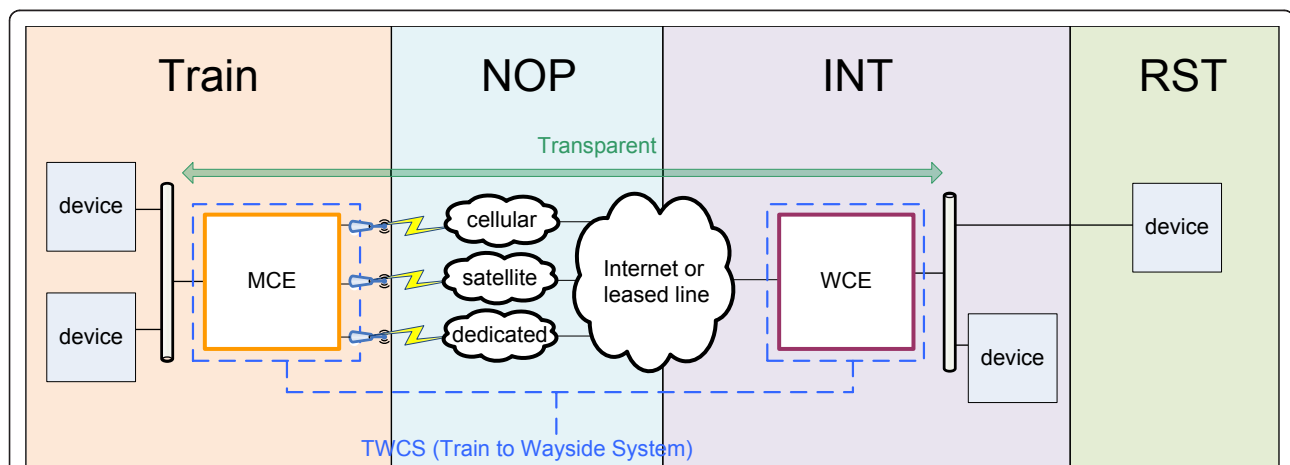 Train
NOP
INT
RST
Transparent
device
cellular
device
MCE
satellite
Internet or
leased line
WCE
device
dedicated
device
TWCS (Train to Wayside System)